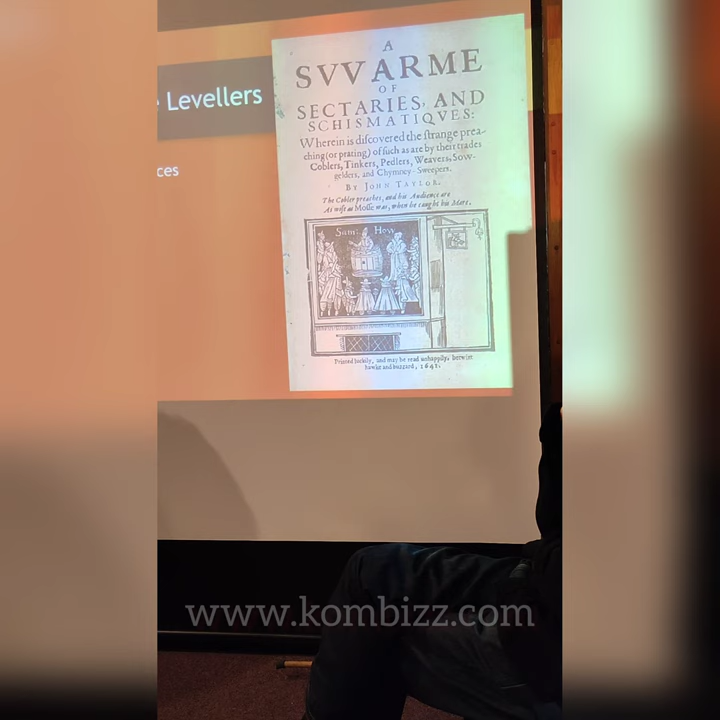 Levellers
ces
A
SVVARME
OF
SECTARIES, AND
SCHISMATIQVES:
Wherein is discovered the strange prea-
ching (or prating) of such as are by their trades
Coblers, Tinkers, Pedlers, Weavers, Sow-
gelders, and Chymney-Sweepers.
BY JOHN TAYLOR.
The Cobler preaches, and his Audience are
As wise as Mosse was, when he caught his Mare.
Sam: How
Printed luckily, and may be read unhappily, betwixt
hawke and buzzard, 1641.
www.kombizz.com